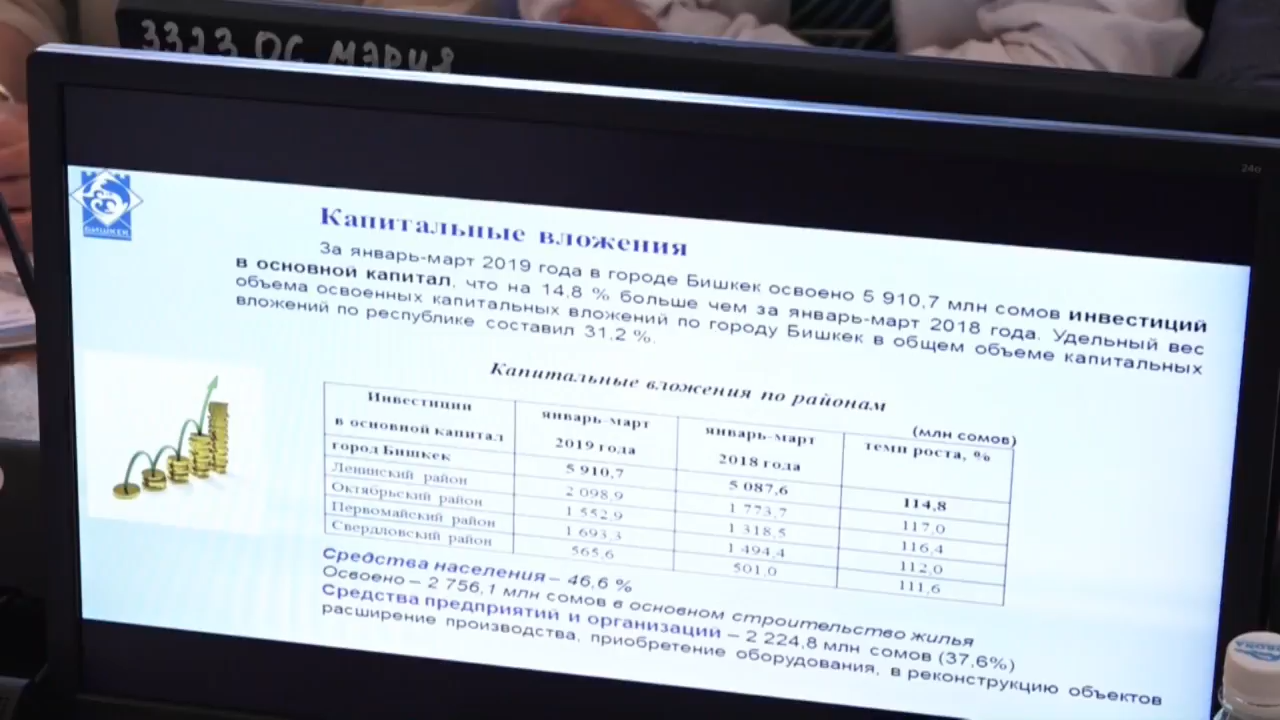 3323 ОС МЭРИЯ
24o
БИШКЕК
Капитальные вложения
За январь-март 2019 года в городе Бишкек освоено 5 910,7 млн сомов инвестиций
в основной капитал, что на 14,8 % больше чем за январь-март 2018 года. Удельный вес
объема освоенных капитальных вложений по городу Бишкек в общем объеме капитальных
вложений по республике составил 31,2 %.
Капитальные вложения по районам
(млн сомов)
Инвестиции в основной капитал январь-март 2019 года январь-март 2018 года темп роста, %
город Бишкек 5 910,7 5 087,6 114,8
Ленинский район 2 098,9 1 773,7 117,0
Октябрьский район 1 552,9 1 318,5 116,4
Первомайский район 1 693,3 1 494,4 112,0
Свердловский район 565,6 501,0 111,6
Средства населения – 46,6 %
Освоено – 2 756,1 млн сомов в основном строительство жилья
Средства предприятий и организаций – 2 224,8 млн сомов (37,6%)
расширение производства, приобретение оборудования, в реконструкцию объектов